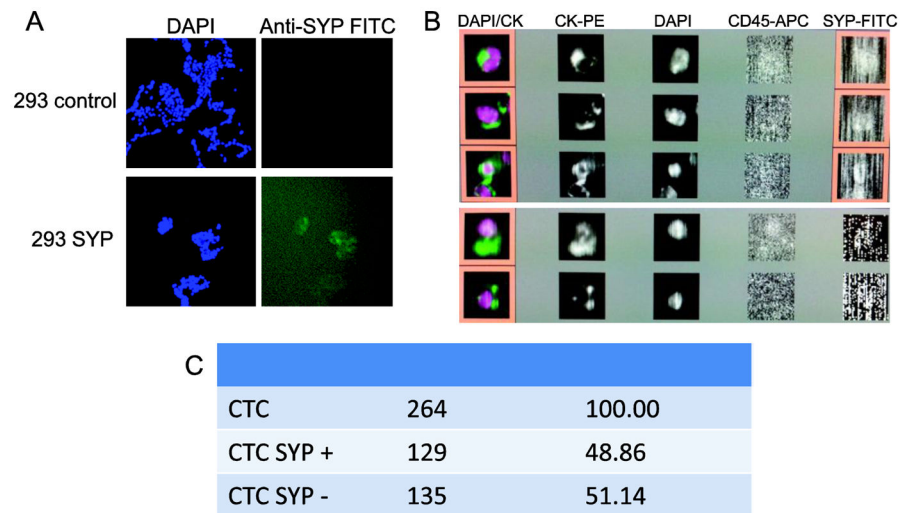 A
DAPI Anti-SYP FITC
293 control
293 SYP
B
DAPI/CK CK-PE DAPI CD45-APC SYP-FITC
C
CTC 264 100.00
CTC SYP + 129 48.86
CTC SYP - 135 51.14